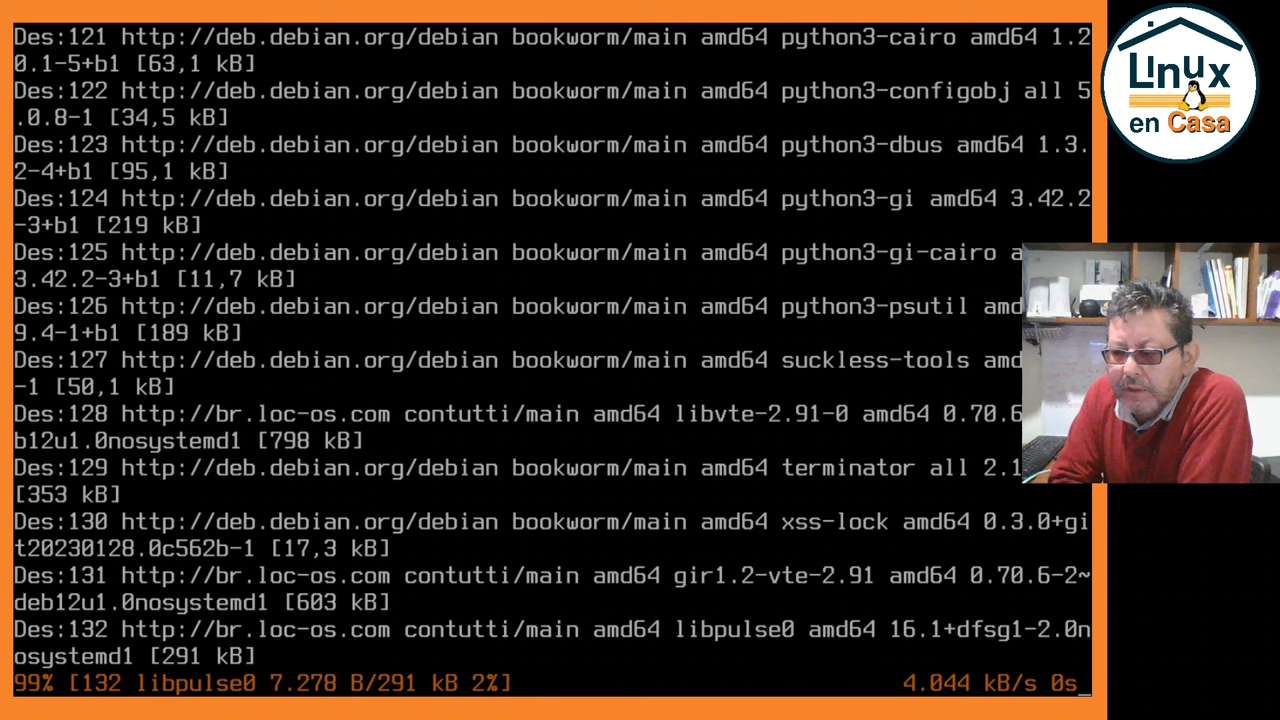 Des:121 http://deb.debian.org/debian bookworm/main amd64 python3-cairo amd64 1.2
0.1-5+b1 [63,1 kB]
Des:122 http://deb.debian.org/debian bookworm/main amd64 python3-configobj all 5
.0.8-1 [34,5 kB]
Des:123 http://deb.debian.org/debian bookworm/main amd64 python3-dbus amd64 1.3.
2-4+b1 [95,1 kB]
Des:124 http://deb.debian.org/debian bookworm/main amd64 python3-gi amd64 3.42.2
-3+b1 [219 kB]
Des:125 http://deb.debian.org/debian bookworm/main amd64 python3-gi-cairo a
3.42.2-3+b1 [11,7 kB]
Des:126 http://deb.debian.org/debian bookworm/main amd64 python3-psutil amd
9.4-1+b1 [189 kB]
Des:127 http://deb.debian.org/debian bookworm/main amd64 suckless-tools amd
-1 [50,1 kB]
Des:128 http://br.loc-os.com contutti/main amd64 libvte-2.91-0 amd64 0.70.6
b12u1.0nosystemd1 [798 kB]
Des:129 http://deb.debian.org/debian bookworm/main amd64 terminator all 2.1
[353 kB]
Des:130 http://deb.debian.org/debian bookworm/main amd64 xss-lock amd64 0.3.0+gi
t20230128.0c562b-1 [17,3 kB]
Des:131 http://br.loc-os.com contutti/main amd64 gir1.2-vte-2.91 amd64 0.70.6-2~
deb12u1.0nosystemd1 [603 kB]
Des:132 http://br.loc-os.com contutti/main amd64 libpulse0 amd64 16.1+dfsg1-2.0n
osystemd1 [291 kB]
99% [132 libpulse0 7.278 B/291 kB 2%] 4.044 kB/s 0s_
Linux
en Casa